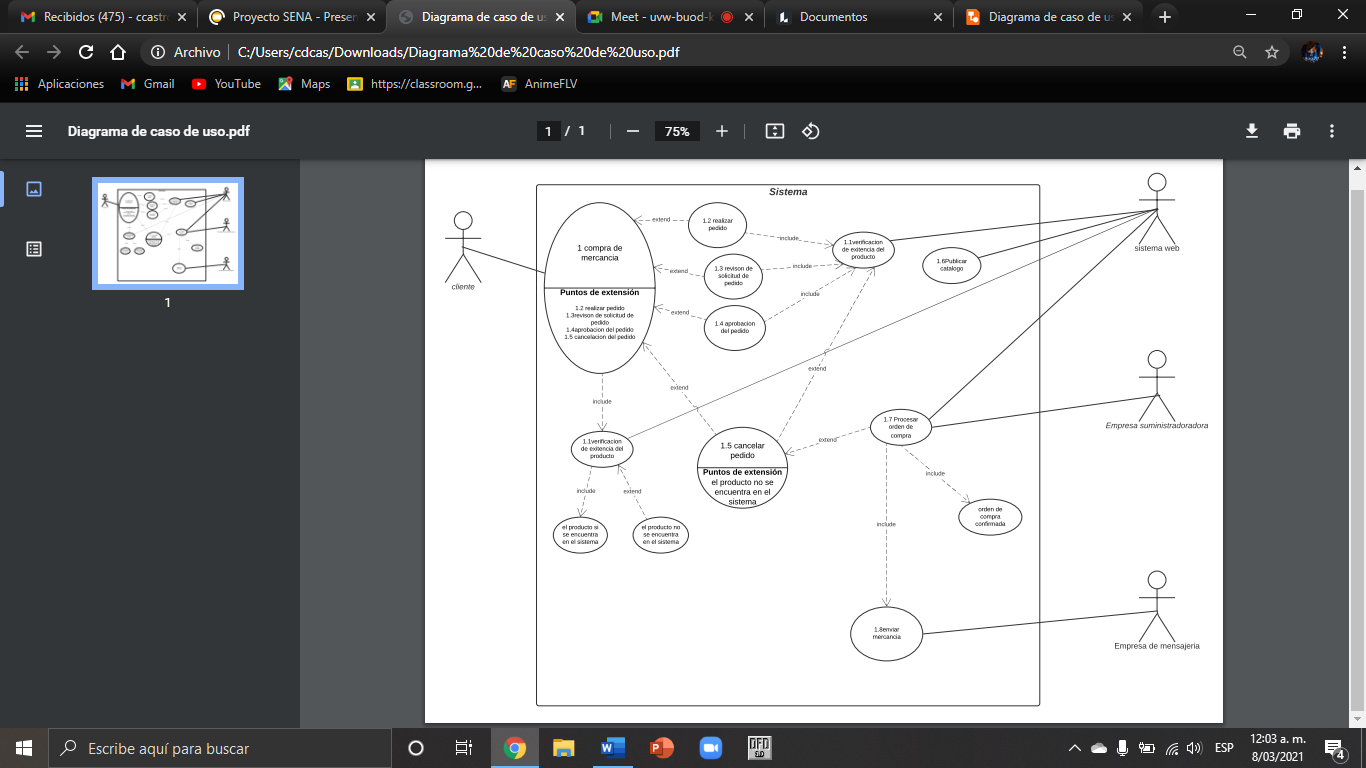 Recibidos (475) - ccastr
Proyecto SENA - Presen
Diagrama de caso de us
Meet - uvw-buod-k
Documentos
Diagrama de caso de us
Archivo
C:/Users/cdcas/Downloads/Diagrama%20de%20caso%20de%20uso.pdf
Aplicaciones
Gmail
YouTube
Maps
https://classroom.g...
AF
AnimeFLV
Diagrama de caso de uso.pdf
1 / 1
75%
1
Sistema
cliente
1 compra de
mercancia
Puntos de extensión
1.2 realizar pedido
1.3revison de solicitud de
pedido
1.4aprobacion del pedido
1.5 cancelacion del pedido
extend
1.2 realizar
pedido
include
extend
1.3 revison de
solicitud de
pedido
include
extend
1.4 aprobacion
del pedido
include
1.1verificacion
de exitencia del
producto
1.6Publicar
catalogo
sistema web
include
extend
extend
1.1verificacion
de exitencia del
producto
include
extend
el producto si
se encuentra
en el sistema
el producto no
se encuentra
en el sistema
1.5 cancelar
pedido
Puntos de extensión
el producto no se
encuentra en el
sistema
extend
1.7 Procesar
orden de
compra
Empresa suministradoradora
include
orden de
compra
confirmada
include
1.8enviar
mercancia
Empresa de mensajeria
Escribe aquí para buscar
ESP
12:03 a. m.
8/03/2021
4